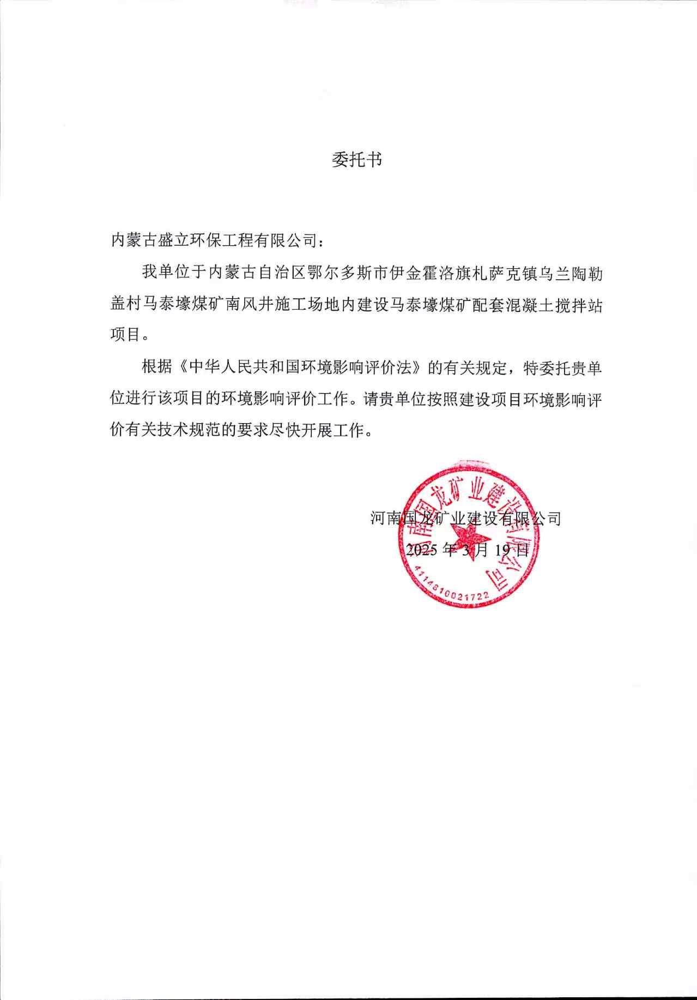 委托书
内蒙古盛立环保工程有限公司：
我单位于内蒙古自治区鄂尔多斯市伊金霍洛旗札萨克镇乌兰陶勒
盖村马泰壕煤矿南风井施工场地内建设马泰壕煤矿配套混凝土搅拌站
项目。
根据《中华人民共和国环境影响评价法》的有关规定，特委托贵单
位进行该项目的环境影响评价工作。请贵单位按照建设项目环境影响评
价有关技术规范的要求尽快开展工作。
河南国龙矿业建设有限公司
2025 年 3 月 19 日
河南国龙矿业建设有限公司
4114810021722